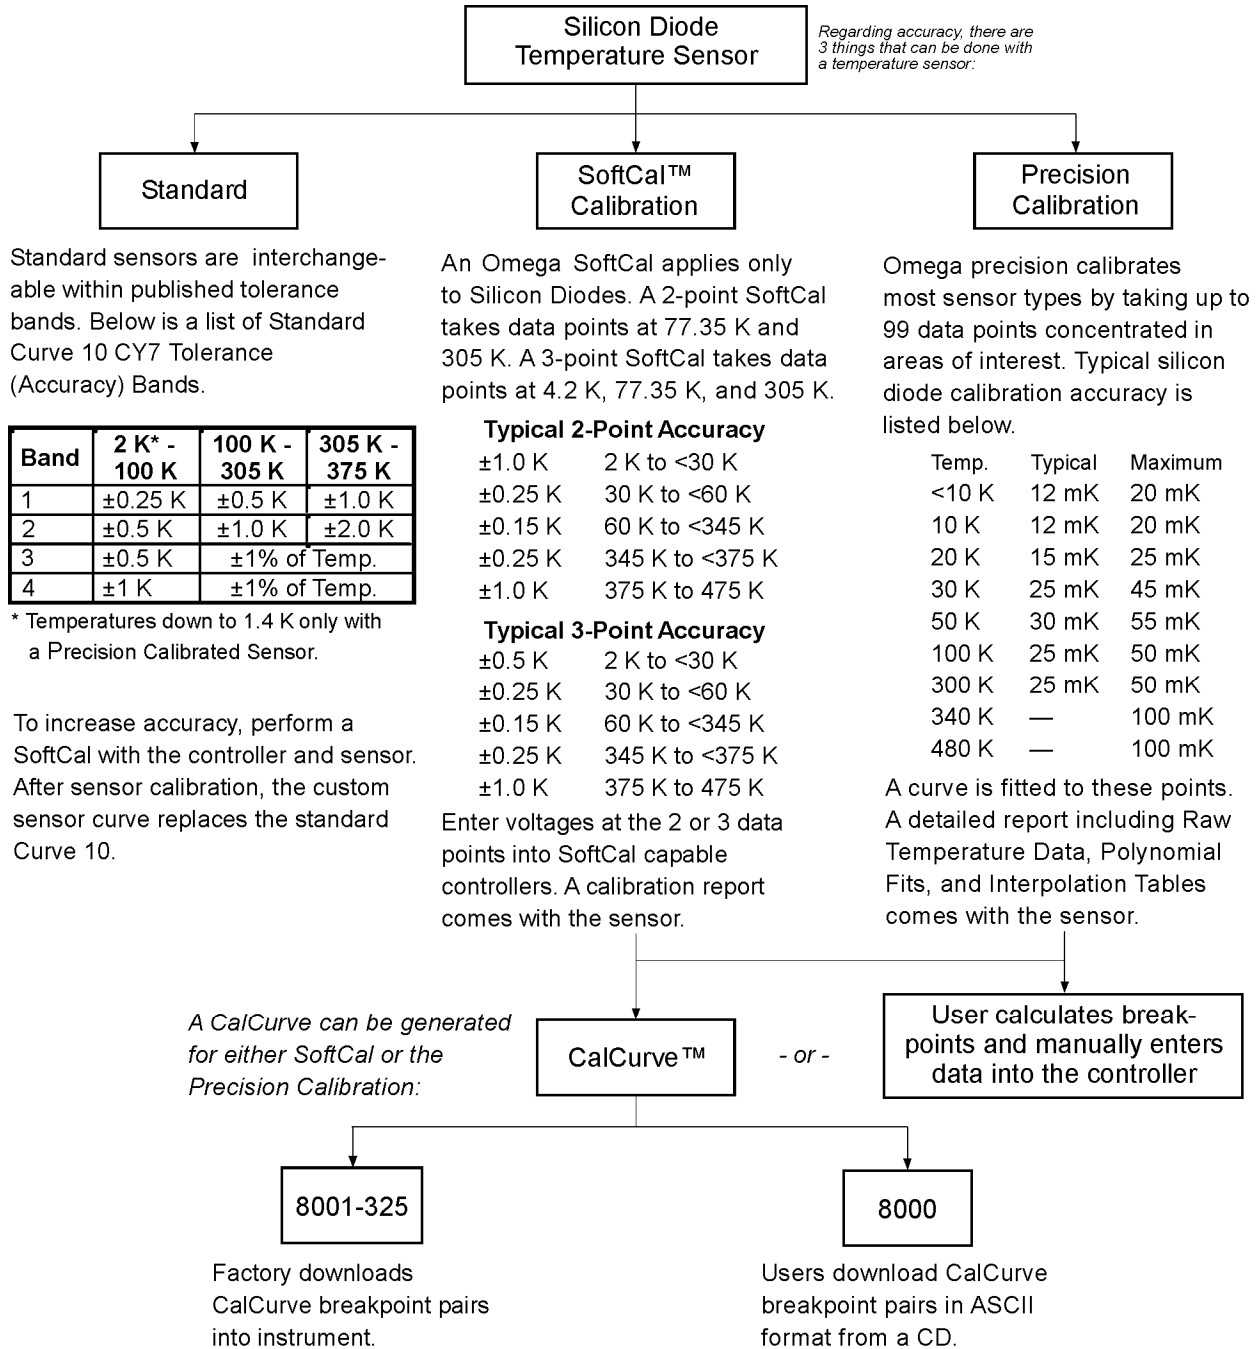 Silicon Diode
Temperature Sensor
Regarding accuracy, there are
3 things that can be done with
a temperature sensor:
Standard
SoftCal™
Calibration
Precision
Calibration
Standard sensors are interchange-
able within published tolerance
bands. Below is a list of Standard
Curve 10 CY7 Tolerance
(Accuracy) Bands.
Band 2 K* - 100 K - 305 K -
100 K 305 K 375 K
1 ±0.25 K ±0.5 K ±1.0 K
2 ±0.5 K ±1.0 K ±2.0 K
3 ±0.5 K ±1% of Temp.
4 ±1 K ±1% of Temp.
* Temperatures down to 1.4 K only with
a Precision Calibrated Sensor.
To increase accuracy, perform a
SoftCal with the controller and sensor.
After sensor calibration, the custom
sensor curve replaces the standard
Curve 10.
An Omega SoftCal applies only
to Silicon Diodes. A 2-point SoftCal
takes data points at 77.35 K and
305 K. A 3-point SoftCal takes data
points at 4.2 K, 77.35 K, and 305 K.
Typical 2-Point Accuracy
±1.0 K 2 K to <30 K
±0.25 K 30 K to <60 K
±0.15 K 60 K to <345 K
±0.25 K 345 K to <375 K
±1.0 K 375 K to 475 K
Typical 3-Point Accuracy
±0.5 K 2 K to <30 K
±0.25 K 30 K to <60 K
±0.15 K 60 K to <345 K
±0.25 K 345 K to <375 K
±1.0 K 375 K to 475 K
Enter voltages at the 2 or 3 data
points into SoftCal capable
controllers. A calibration report
comes with the sensor.
Omega precision calibrates
most sensor types by taking up to
99 data points concentrated in
areas of interest. Typical silicon
diode calibration accuracy is
listed below.
Temp. Typical Maximum
<10 K 12 mK 20 mK
10 K 12 mK 20 mK
20 K 15 mK 25 mK
30 K 25 mK 45 mK
50 K 30 mK 55 mK
100 K 25 mK 50 mK
300 K 25 mK 50 mK
340 K — 100 mK
480 K — 100 mK
A curve is fitted to these points.
A detailed report including Raw
Temperature Data, Polynomial
Fits, and Interpolation Tables
comes with the sensor.
A CalCurve can be generated
for either SoftCal or the
Precision Calibration:
CalCurve™
- or -
User calculates break-
points and manually enters
data into the controller
8001-325
8000
Factory downloads
CalCurve breakpoint pairs
into instrument.
Users download CalCurve
breakpoint pairs in ASCII
format from a CD.